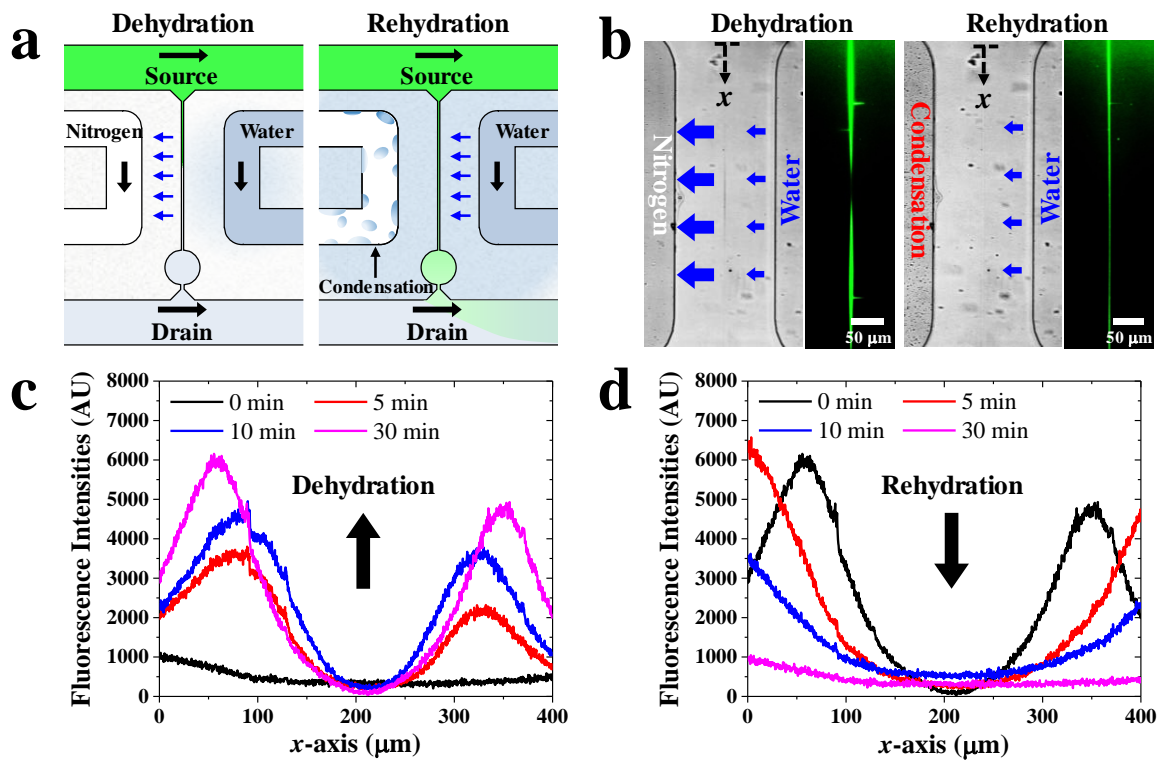 a
Dehydration
Rehydration
Source
Source
Nitrogen
Water
Water
Condensation
Drain
Drain
b
Dehydration
Rehydration
x
x
Nitrogen
Water
Condensation
Water
50 μm
50 μm
c
Fluorescence Intensities (AU)
8000
7000
6000
5000
4000
3000
2000
1000
0
0 min
5 min
10 min
30 min
Dehydration
0
100
200
300
400
x-axis (μm)
d
Fluorescence Intensities (AU)
8000
7000
6000
5000
4000
3000
2000
1000
0
0 min
5 min
10 min
30 min
Rehydration
0
100
200
300
400
x-axis (μm)